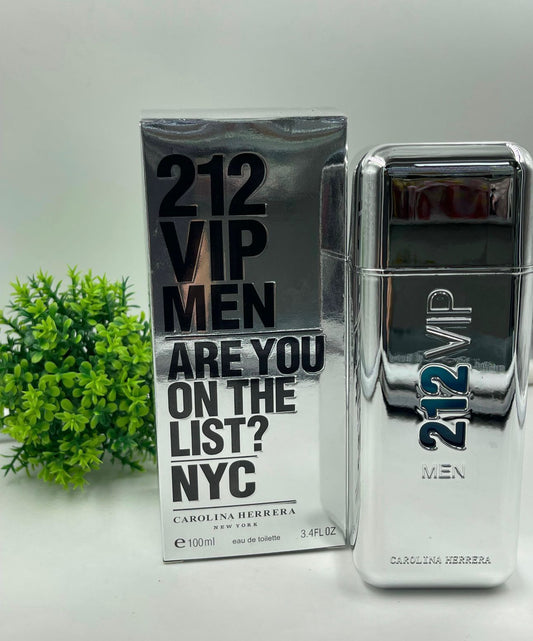 212
VIP
MEN
ARE YOU
ON THE
LIST?
NYC
CAROLINA HERRERA
NEW YORK
e 100ml eau de toilette 3.4FL OZ
212 VIP
MEN
CAROLINA HERRERA